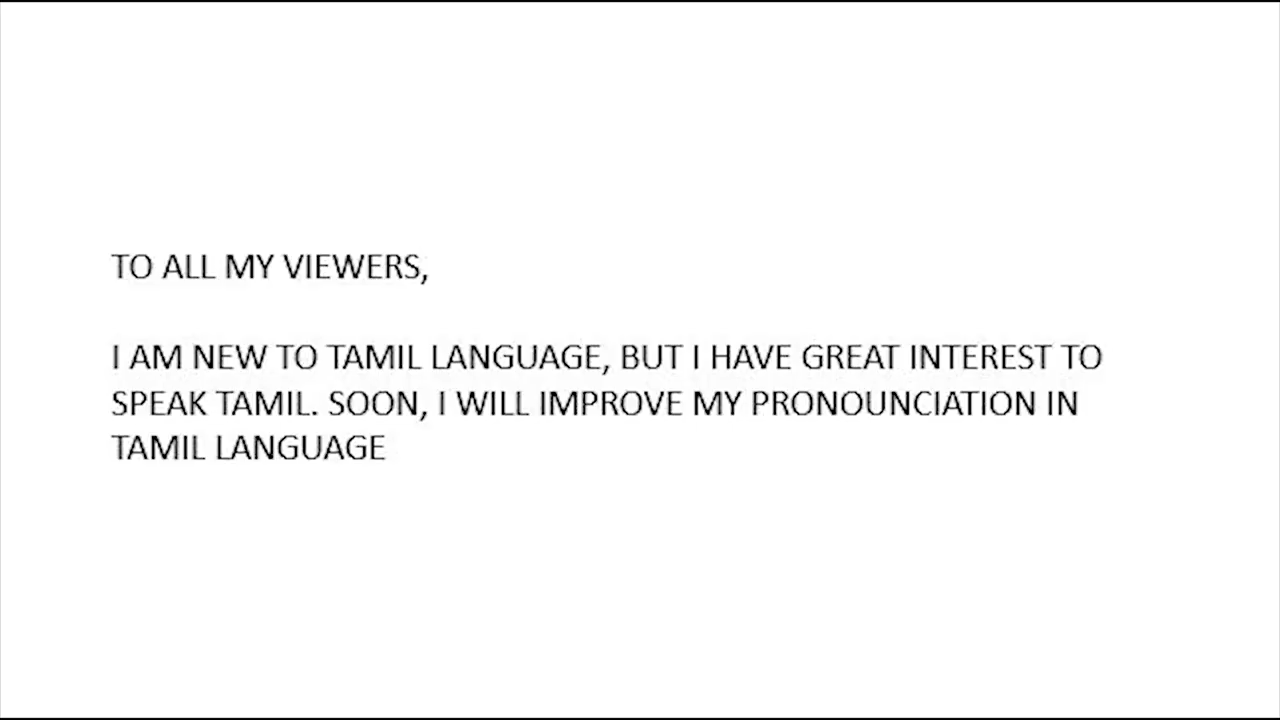 TO ALL MY VIEWERS,
I AM NEW TO TAMIL LANGUAGE, BUT I HAVE GREAT INTEREST TO
SPEAK TAMIL. SOON, I WILL IMPROVE MY PRONOUNCIATION IN
TAMIL LANGUAGE